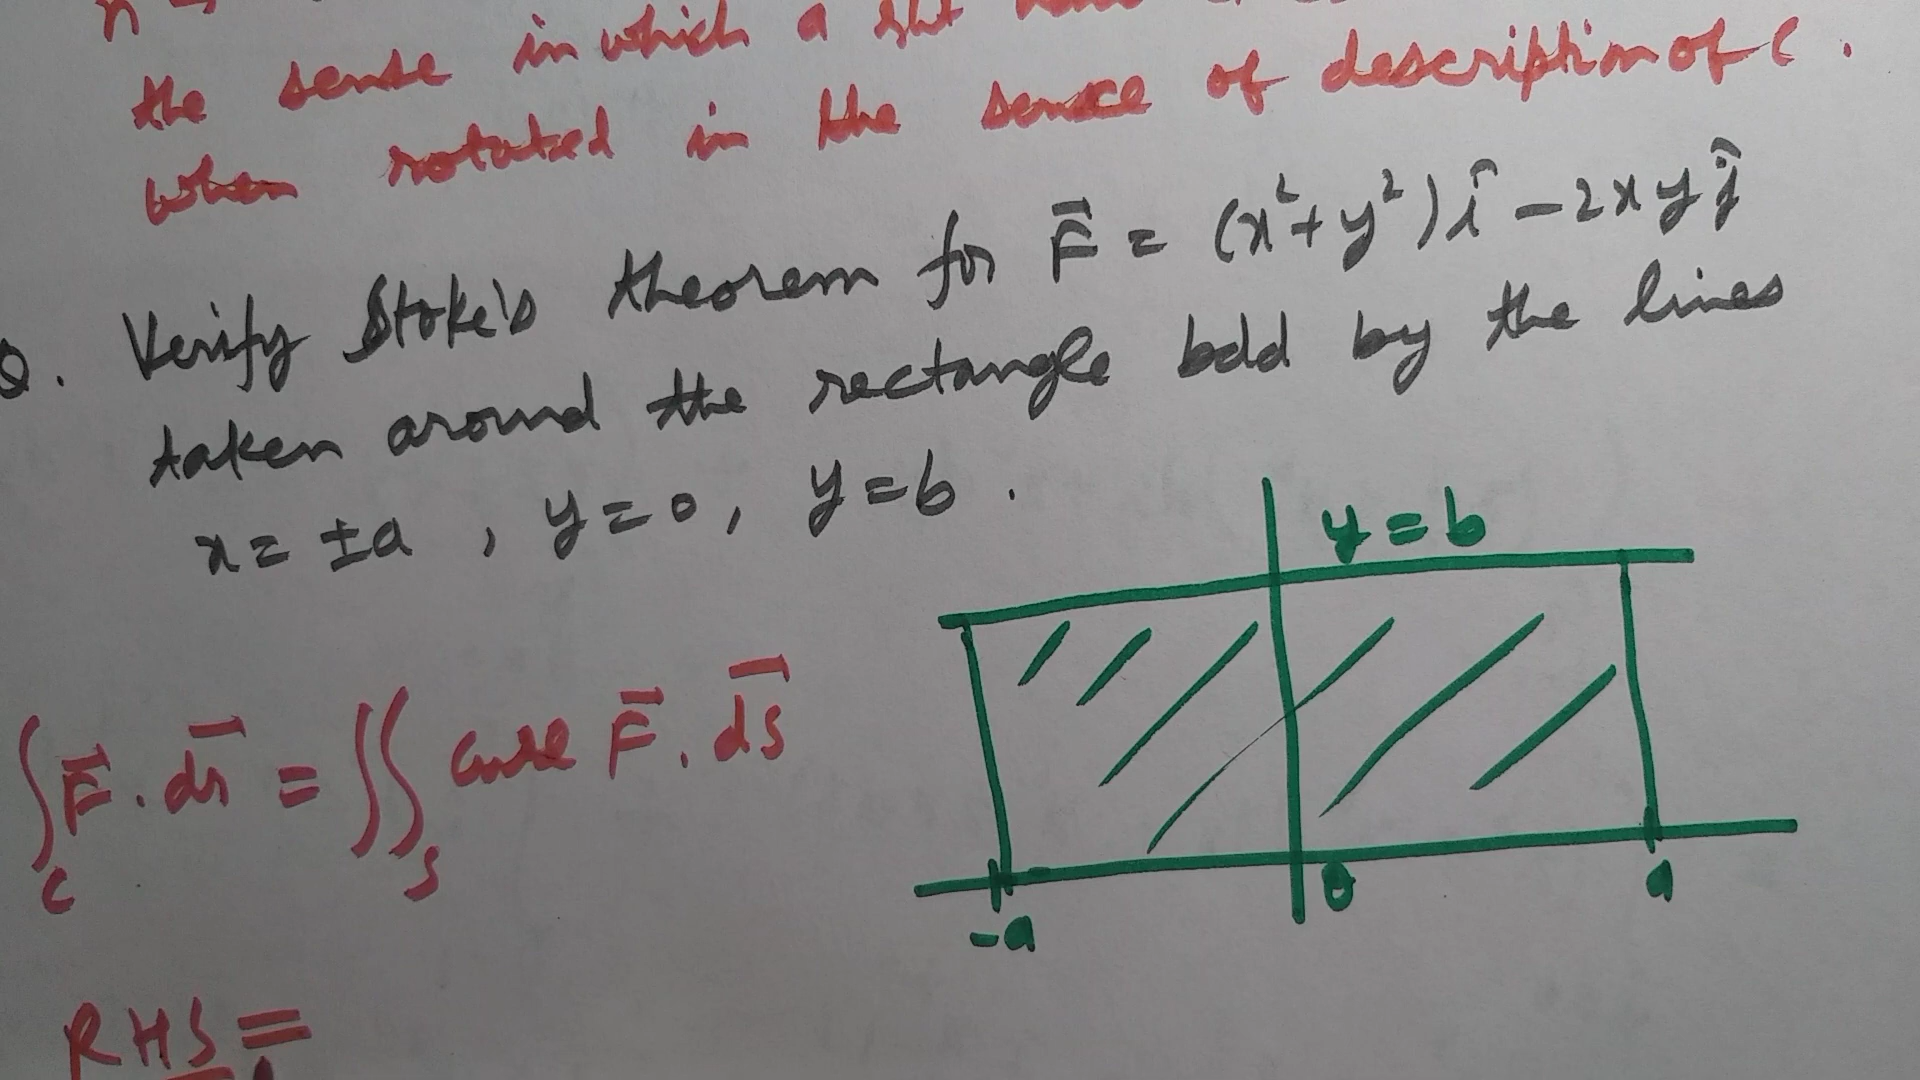 the sense in which a
when rotated in the sense of description of C.
Q. Verify Stoke's theorem for F̄ = (x²+y²)î − 2xyĵ
taken around the rectangle bdd by the lines
x = ±a, y = 0, y = b.
y = b
∫ F̄. dr̄ = ∬ curl F̄. ds̄
C S
-a 0 a
RHS =